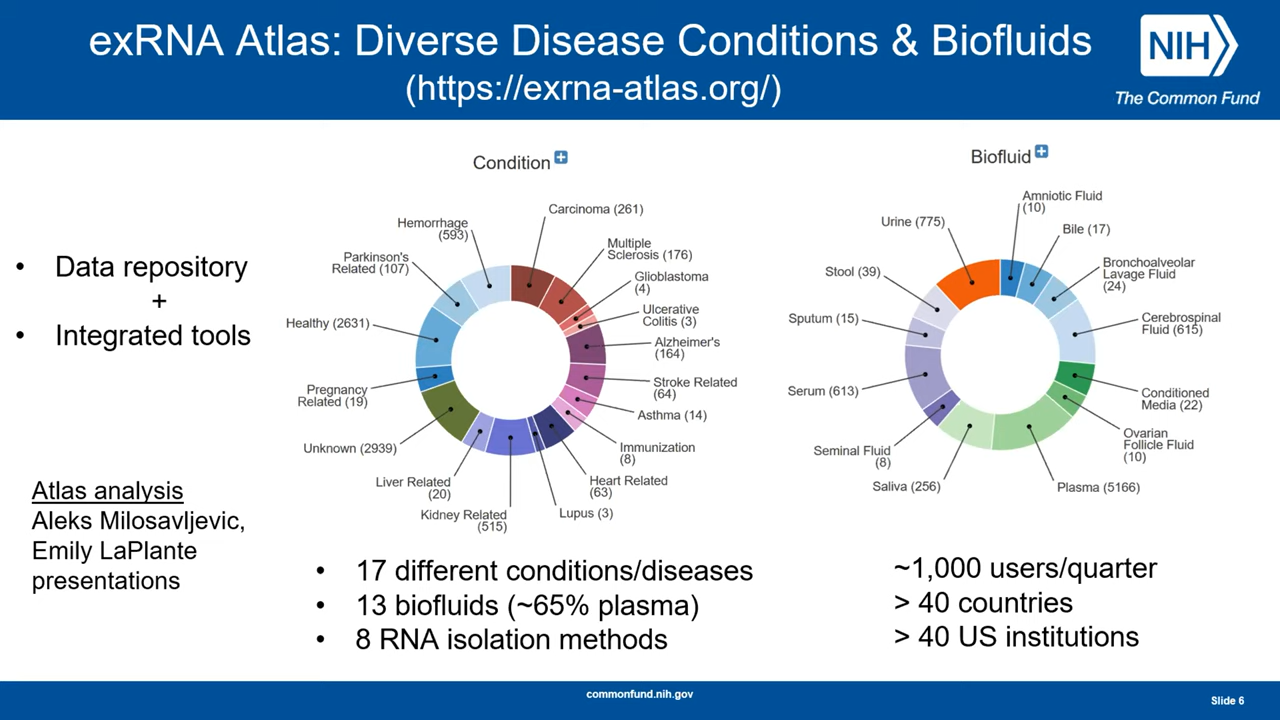 exRNA Atlas: Diverse Disease Conditions & Biofluids
(https://exrna-atlas.org/)
NIH
The Common Fund
• Data repository
+
• Integrated tools
Atlas analysis
Aleks Milosavljevic,
Emily LaPlante
presentations
Condition
Carcinoma (261)
Multiple
Sclerosis (176)
Glioblastoma
(4)
Ulcerative
Colitis (3)
Alzheimer's
(164)
Stroke Related
(64)
Asthma (14)
Immunization
(8)
Heart Related
(63)
Lupus (3)
Kidney Related
(515)
Liver Related
(20)
Unknown (2939)
Pregnancy
Related (19)
Healthy (2631)
Parkinson's
Related (107)
Hemorrhage
(593)
Biofluid
Amniotic Fluid
(10)
Bile (17)
Bronchoalveolar
Lavage Fluid
(24)
Cerebrospinal
Fluid (615)
Conditioned
Media (22)
Ovarian
Follicle Fluid
(10)
Plasma (5166)
Saliva (256)
Seminal Fluid
(8)
Serum (613)
Sputum (15)
Stool (39)
Urine (775)
• 17 different conditions/diseases
• 13 biofluids (~65% plasma)
• 8 RNA isolation methods
~1,000 users/quarter
> 40 countries
> 40 US institutions
commonfund.nih.gov
Slide 6